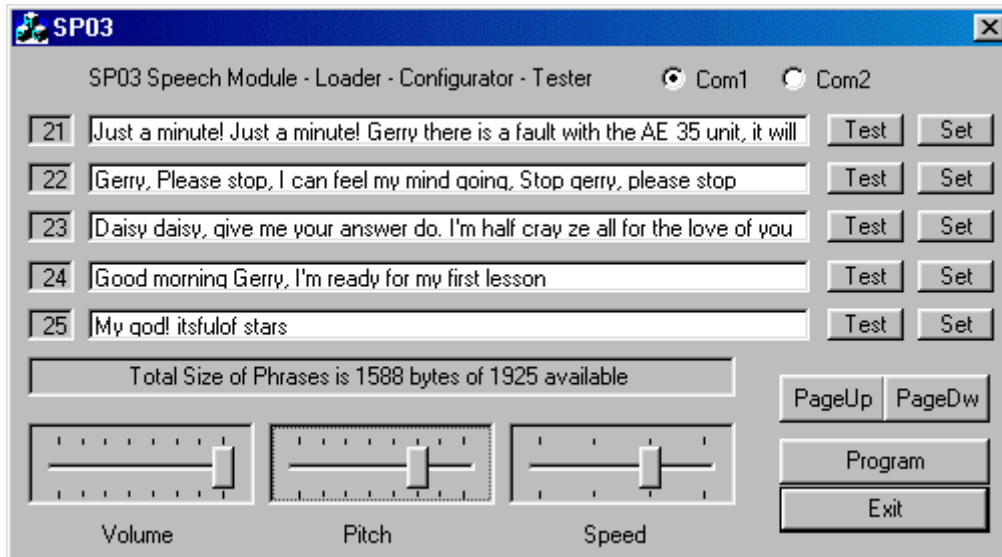 SP03
SP03 Speech Module - Loader - Configurator - Tester Com1 Com2
21 Just a minute! Just a minute! Gerry there is a fault with the AE 35 unit, it will Test Set
22 Gerry, Please stop, I can feel my mind going, Stop gerry, please stop Test Set
23 Daisy daisy, give me your answer do. I'm half cray ze all for the love of you Test Set
24 Good morning Gerry, I'm ready for my first lesson Test Set
25 My god! itsfulof stars Test Set
Total Size of Phrases is 1588 bytes of 1925 available
PageUp PageDw
Program
Exit
Volume Pitch Speed